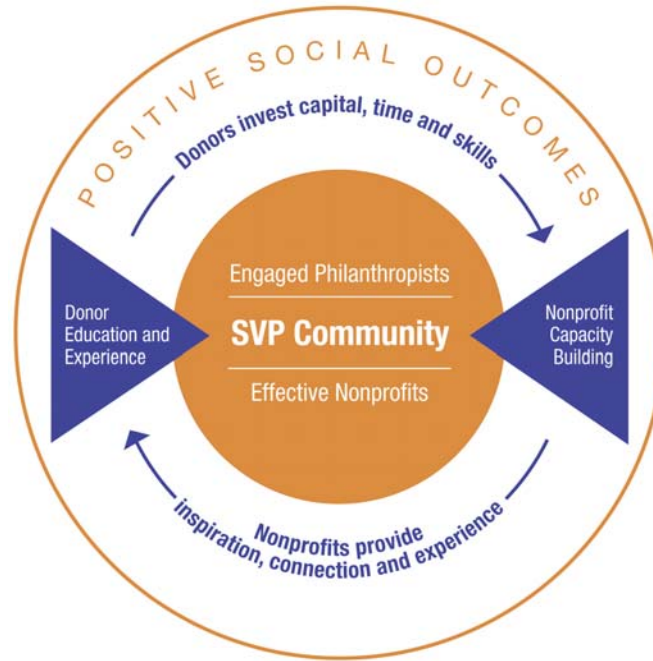 POSITIVE SOCIAL OUTCOMES
Donors invest capital, time and skills
Donor
Education and
Experience
Engaged Philanthropists
SVP Community
Effective Nonprofits
Nonprofit
Capacity
Building
Nonprofits provide
inspiration, connection and experience